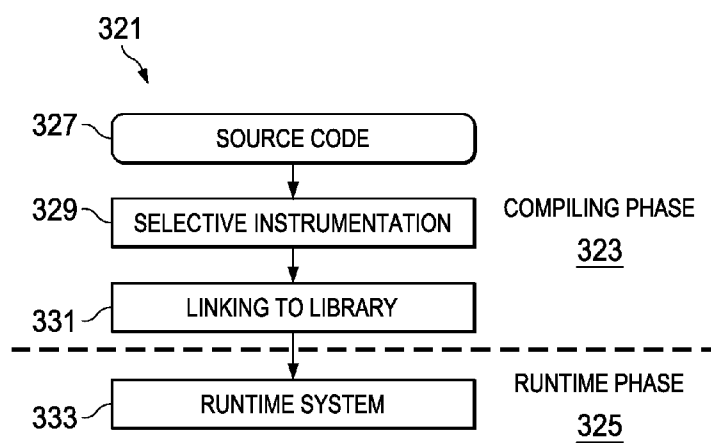 321
327
SOURCE CODE
329
SELECTIVE INSTRUMENTATION
COMPILING PHASE
323
331
LINKING TO LIBRARY
333
RUNTIME SYSTEM
RUNTIME PHASE
325